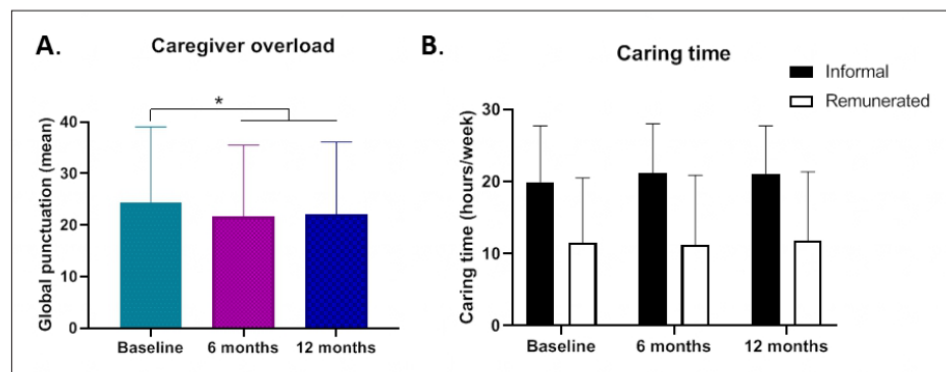 A.
Caregiver overload
Global punctuation (mean)
40
30
20
10
0
*
Baseline
6 months
12 months
B.
Caring time
Informal
Remunerated
Caring time (hours/week)
30
20
10
0
Baseline
6 months
12 months